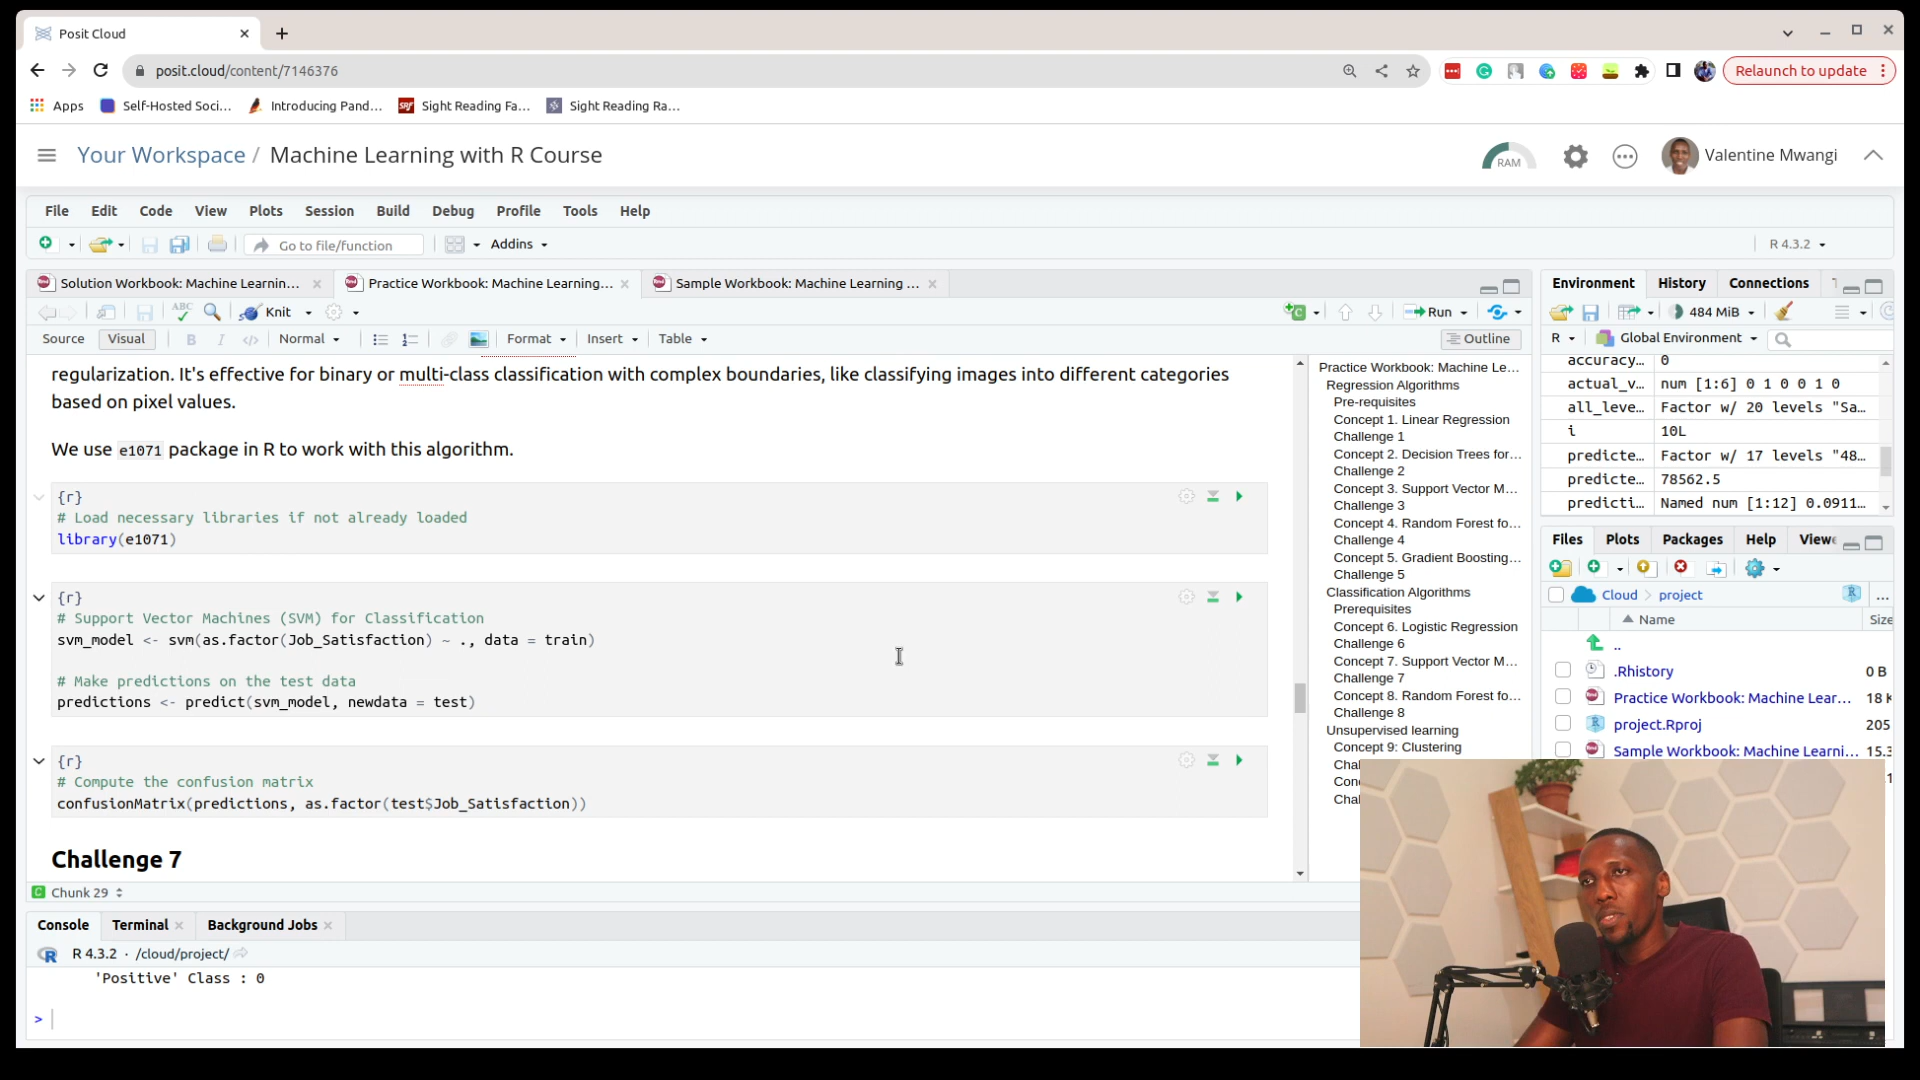 Posit Cloud
posit.cloud/content/7146376
Relaunch to update
Apps
Self-Hosted Soci...
Introducing Pand...
Sight Reading Fa...
Sight Reading Ra...
Your Workspace / Machine Learning with R Course
RAM
Valentine Mwangi
File Edit Code View Plots Session Build Debug Profile Tools Help
Go to file/function
Addins
R 4.3.2
Solution Workbook: Machine Learnin...
Practice Workbook: Machine Learning...
Sample Workbook: Machine Learning ...
Knit
Run
Source Visual B I Normal Format Insert Table Outline
regularization. It's effective for binary or multi-class classification with complex boundaries, like classifying images into different categories
based on pixel values.
We use e1071 package in R to work with this algorithm.
{r}
# Load necessary libraries if not already loaded
library(e1071)
{r}
# Support Vector Machines (SVM) for Classification
svm_model <- svm(as.factor(Job_Satisfaction) ~ ., data = train)
# Make predictions on the test data
predictions <- predict(svm_model, newdata = test)
{r}
# Compute the confusion matrix
confusionMatrix(predictions, as.factor(test$Job_Satisfaction))
Challenge 7
Chunk 29
Practice Workbook: Machine Le...
Regression Algorithms
Pre-requisites
Concept 1. Linear Regression
Challenge 1
Concept 2. Decision Trees for...
Challenge 2
Concept 3. Support Vector M...
Challenge 3
Concept 4. Random Forest fo...
Challenge 4
Concept 5. Gradient Boosting...
Challenge 5
Classification Algorithms
Prerequisites
Concept 6. Logistic Regression
Challenge 6
Concept 7. Support Vector M...
Challenge 7
Concept 8. Random Forest fo...
Challenge 8
Unsupervised learning
Concept 9: Clustering
Cha
Con
Chal
Console Terminal Background Jobs
R 4.3.2 · /cloud/project/
'Positive' Class : 0
>
Environment History Connections
484 MiB
R Global Environment
accuracy... 0
actual_v... num [1:6] 0 1 0 0 1 0
all_leve... Factor w/ 20 levels "Sa...
i 10L
predicte... Factor w/ 17 levels "48...
predicte... 78562.5
predicti... Named num [1:12] 0.0911...
Files Plots Packages Help Viewe
Cloud project ...
Name Size
..
.Rhistory 0 B
Practice Workbook: Machine Lear... 18 K
project.Rproj 205
Sample Workbook: Machine Learni... 15.3